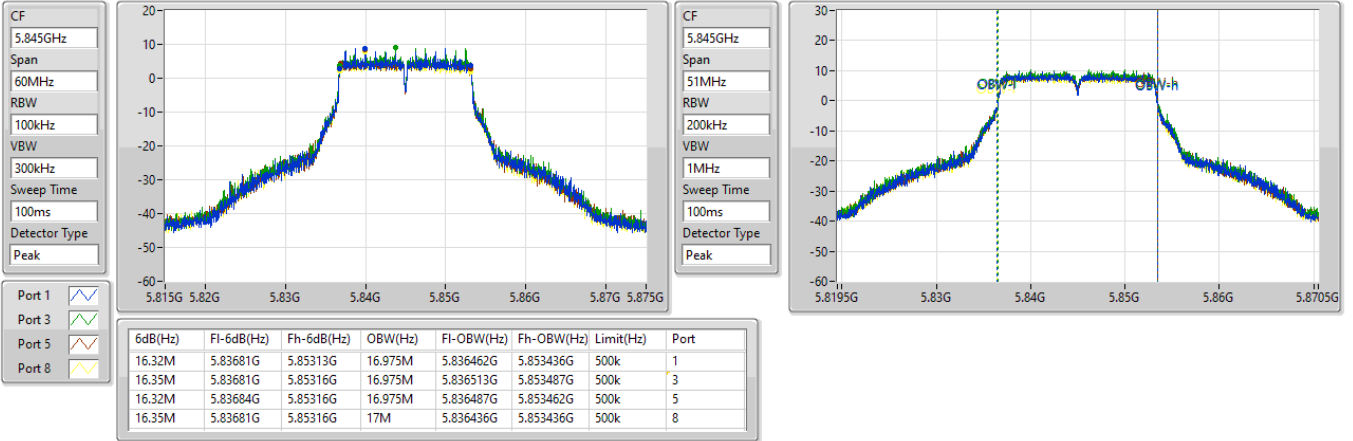 CF
5.845GHz
Span
60MHz
RBW
100kHz
VBW
300kHz
Sweep Time
100ms
Detector Type
Peak
20
10
0
-10
-20
-30
-40
-50
-60
5.815G 5.82G 5.83G 5.84G 5.85G 5.86G 5.87G 5.875G
CF
5.845GHz
Span
51MHz
RBW
200kHz
VBW
1MHz
Sweep Time
100ms
Detector Type
Peak
30
20
10
0
-10
-20
-30
-40
-50
-60
OBW-l OBW-h
5.8195G 5.83G 5.84G 5.85G 5.86G 5.8705G
Port 1
Port 3
Port 5
Port 8
6dB(Hz) Fl-6dB(Hz) Fh-6dB(Hz) OBW(Hz) Fl-OBW(Hz) Fh-OBW(Hz) Limit(Hz) Port
16.32M 5.83681G 5.85313G 16.975M 5.836462G 5.853436G 500k 1
16.35M 5.83681G 5.85316G 16.975M 5.836513G 5.853487G 500k 3
16.32M 5.83684G 5.85316G 16.975M 5.836487G 5.853462G 500k 5
16.35M 5.83681G 5.85316G 17M 5.836436G 5.853436G 500k 8